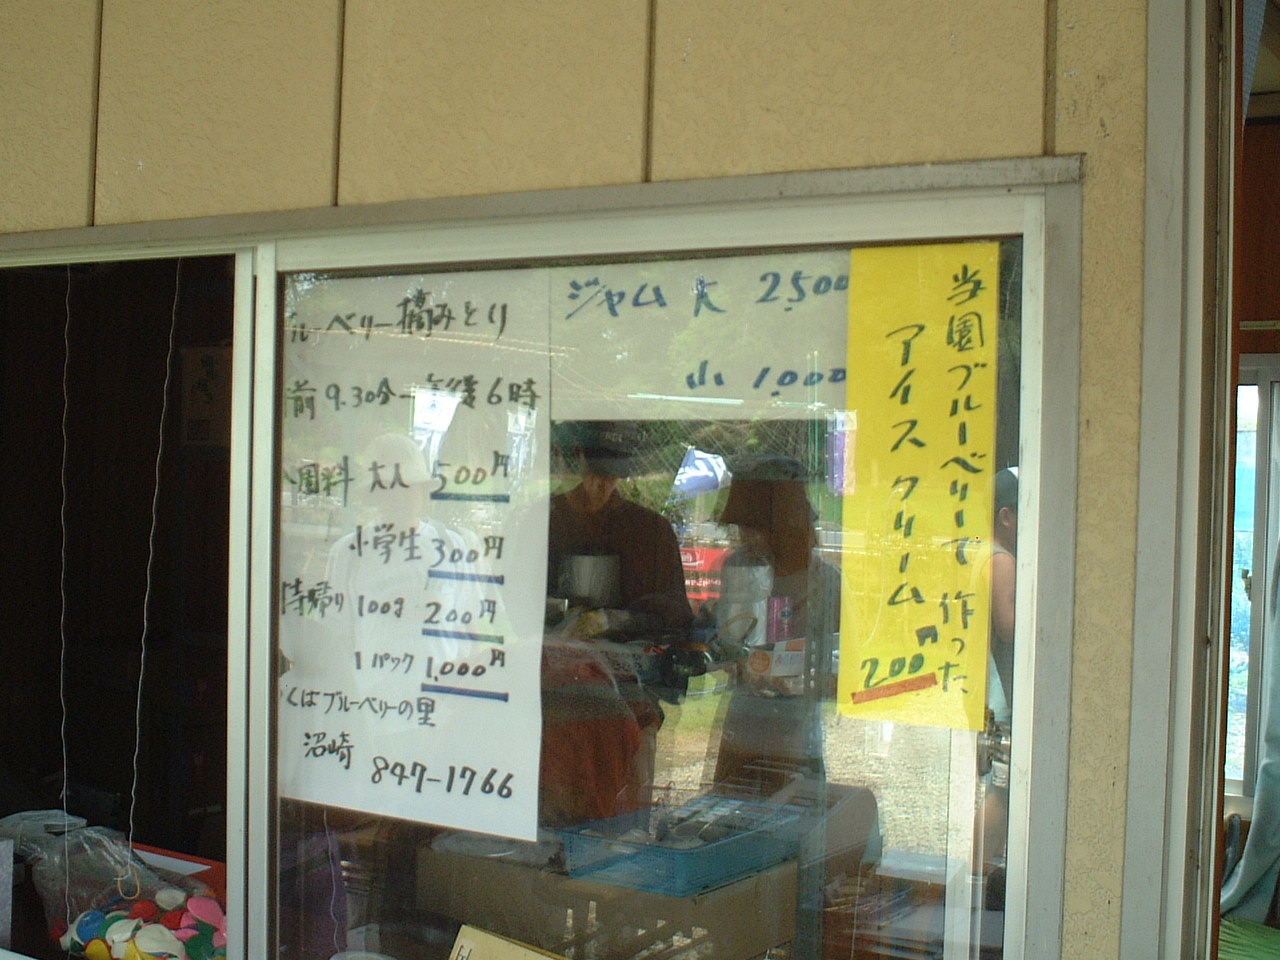 ブルーベリー摘みとり
前 9.30分–午後6時
入園料 大人 500円
小学生 300円
持帰り 100g 200円
1パック 1,000円
くはブルーベリーの里
沼崎 847-1766
ジャム 大 2,500
小 1,000
当園ブルーベリーで作った
アイスクリーム
200円